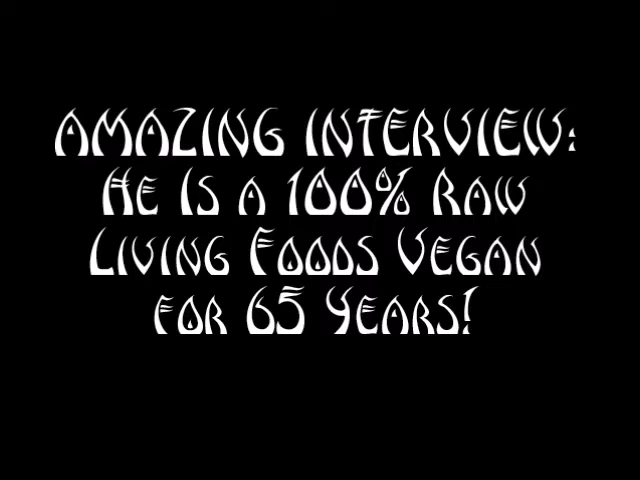 AMAZING INTERVIEW:
He Is a 100% Raw
Living Foods Vegan
for 65 Years!